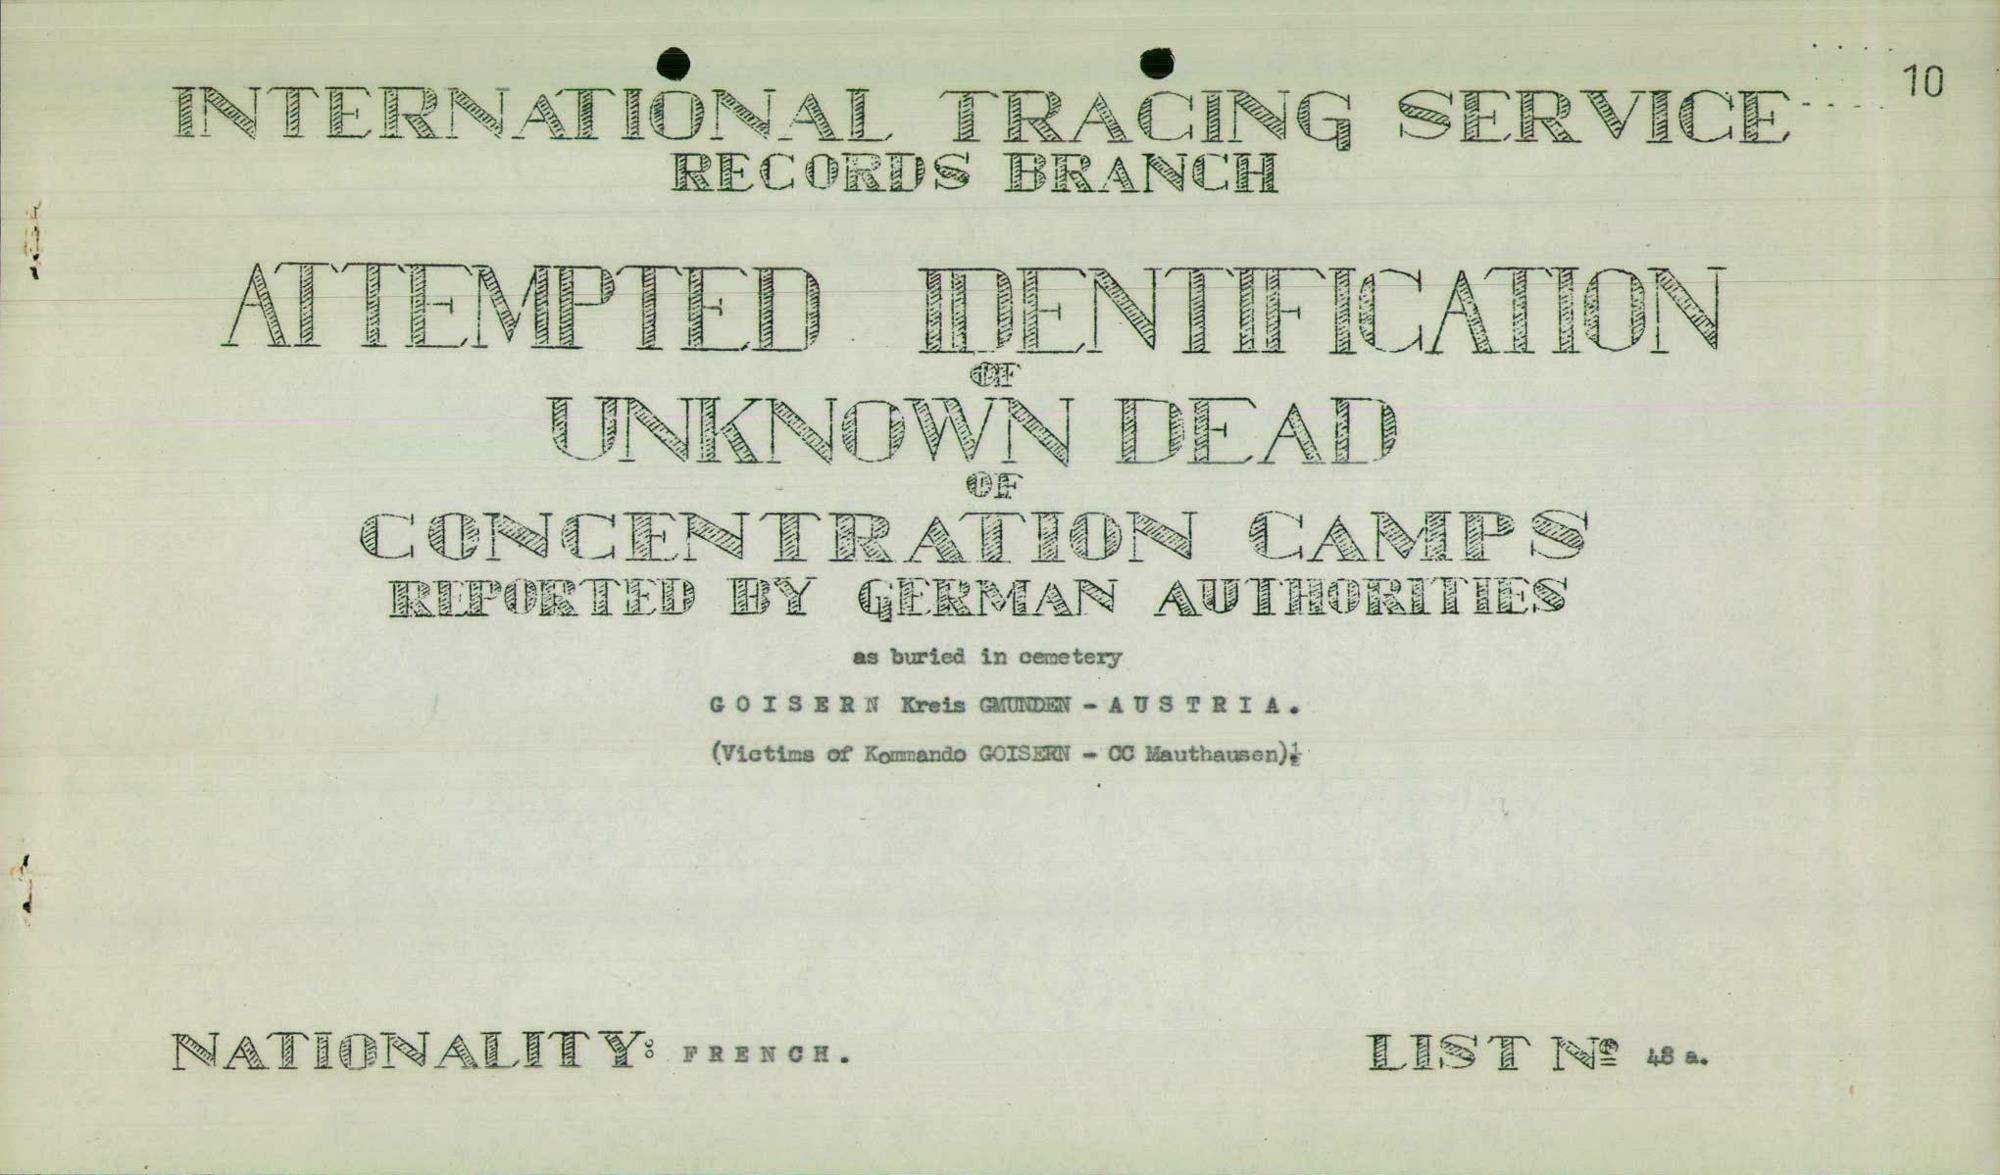 10
INTERNATIONAL TRACING SERVICE
RECORDS BRANCH
ATTEMPTED IDENTIFICATION
OF
UNKNOWN DEAD
OF
CONCENTRATION CAMPS
REPORTED BY GERMAN AUTHORITIES
as buried in cemetery
G O I S E R N Kreis GMUNDEN - A U S T R I A.
(Victims of Kommando GOISERN - CC Mauthausen).
NATIONALITY: F R E N C H. LIST Nº 48 a.